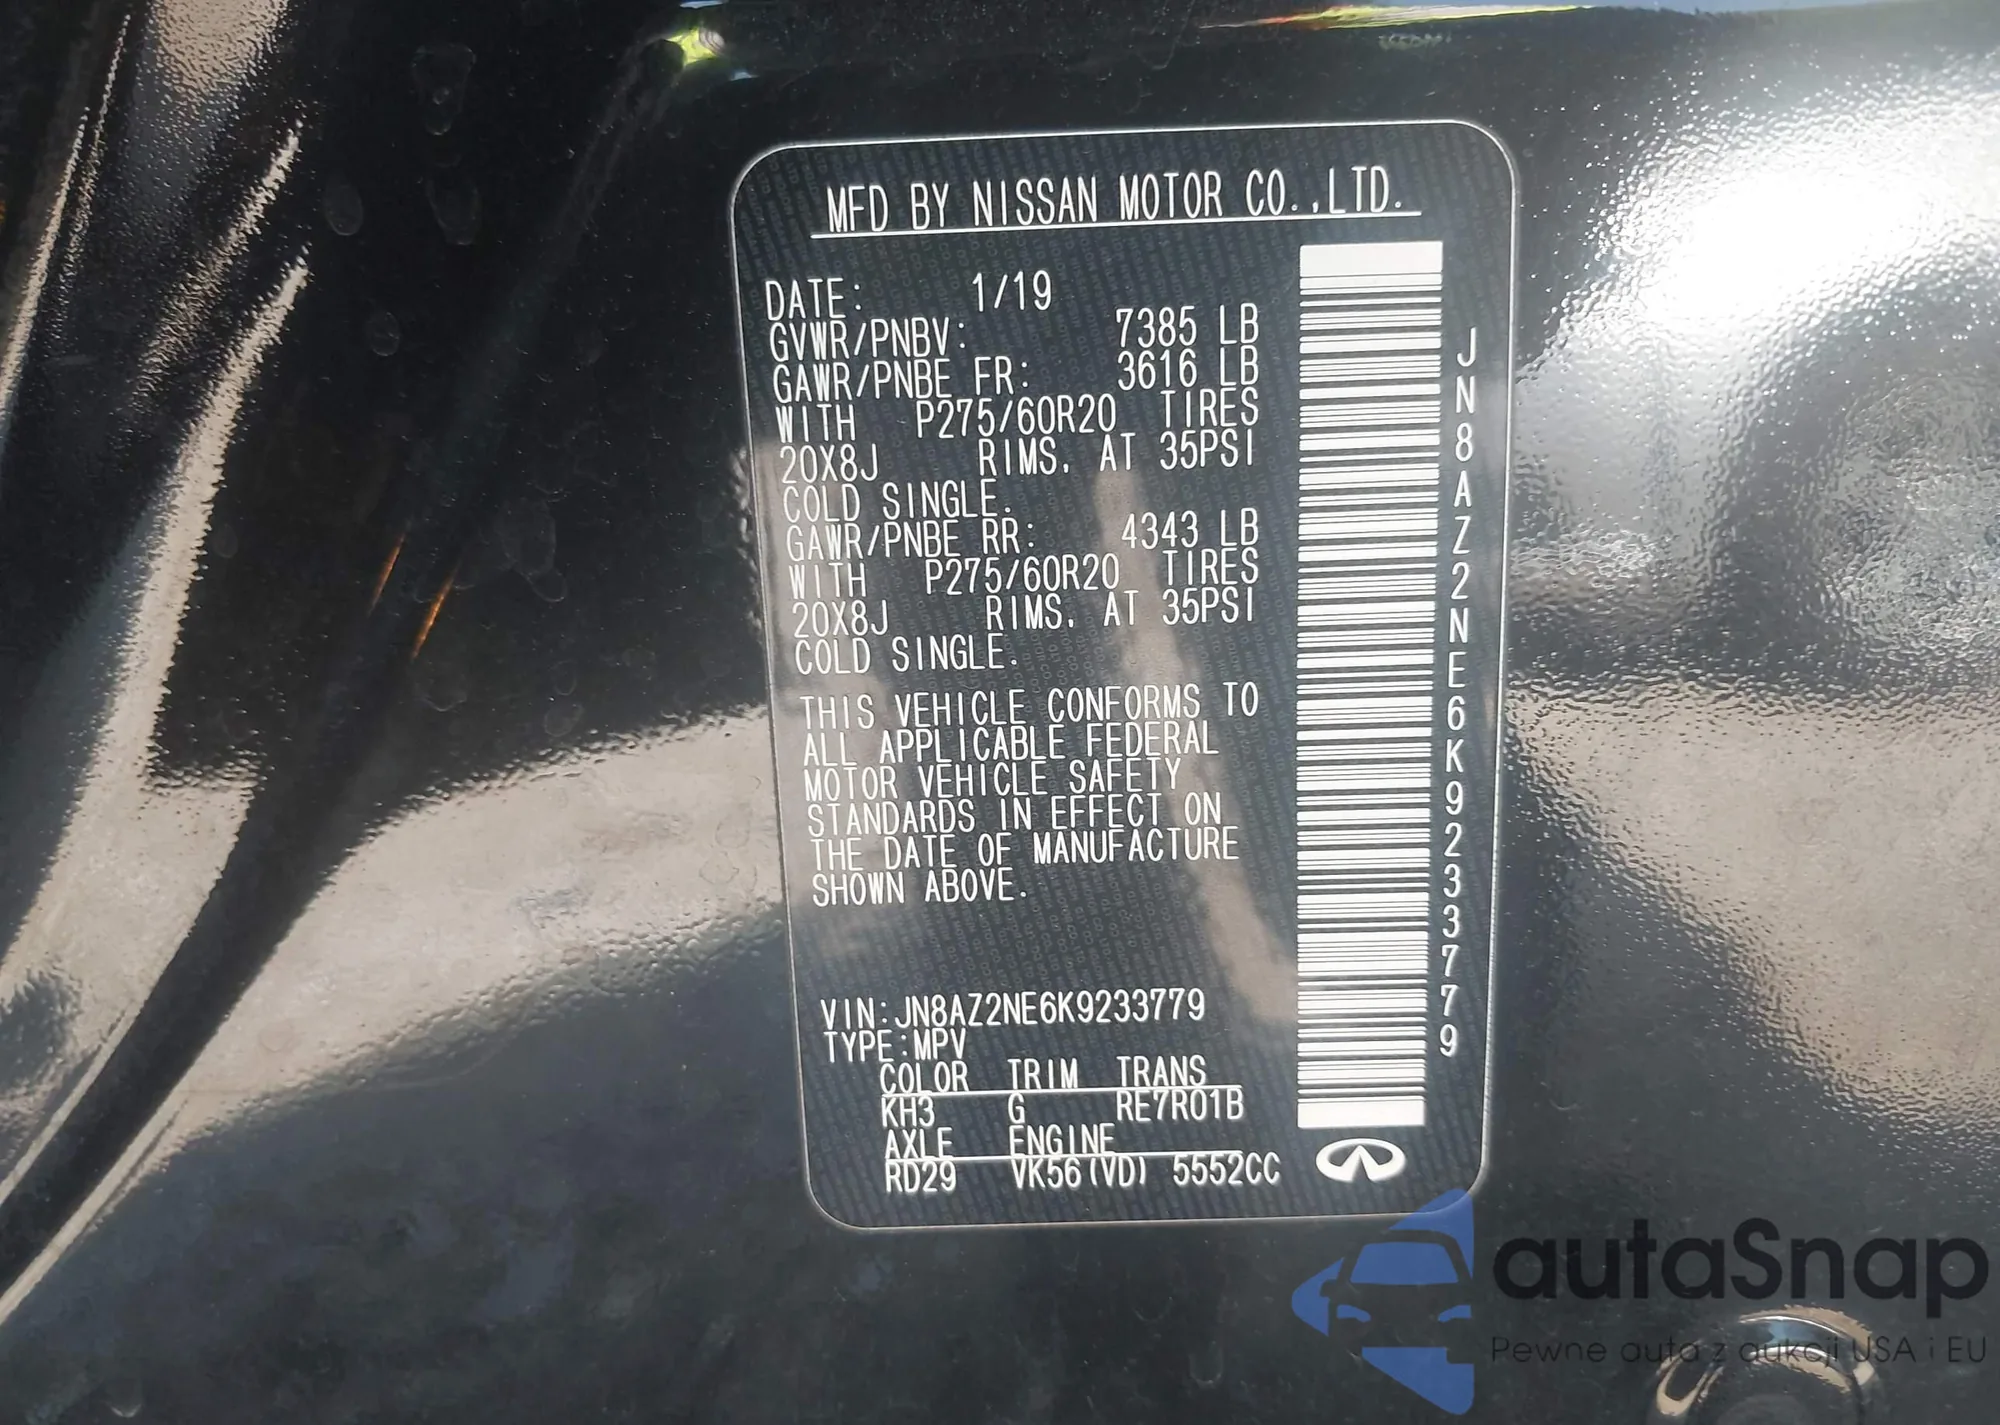 MFD BY NISSAN MOTOR CO.,LTD.
DATE: 1/19
GVWR/PNBV: 7385 LB
GAWR/PNBE FR: 3616 LB
WITH P275/60R20 TIRES
20X8J RIMS. AT 35PSI
COLD SINGLE.
GAWR/PNBE RR: 4343 LB
WITH P275/60R20 TIRES
20X8J RIMS. AT 35PSI
COLD SINGLE.
THIS VEHICLE CONFORMS TO
ALL APPLICABLE FEDERAL
MOTOR VEHICLE SAFETY
STANDARDS IN EFFECT ON
THE DATE OF MANUFACTURE
SHOWN ABOVE.
VIN:JN8AZ2NE6K9233779
TYPE:MPV
COLOR TRIM TRANS
KH3 G RE7R01B
AXLE ENGINE
RD29 VK56(VD) 5552CC
JN8AZ2NE6K9233779
autaSnap
Pewne auta z aukcji USA i EU